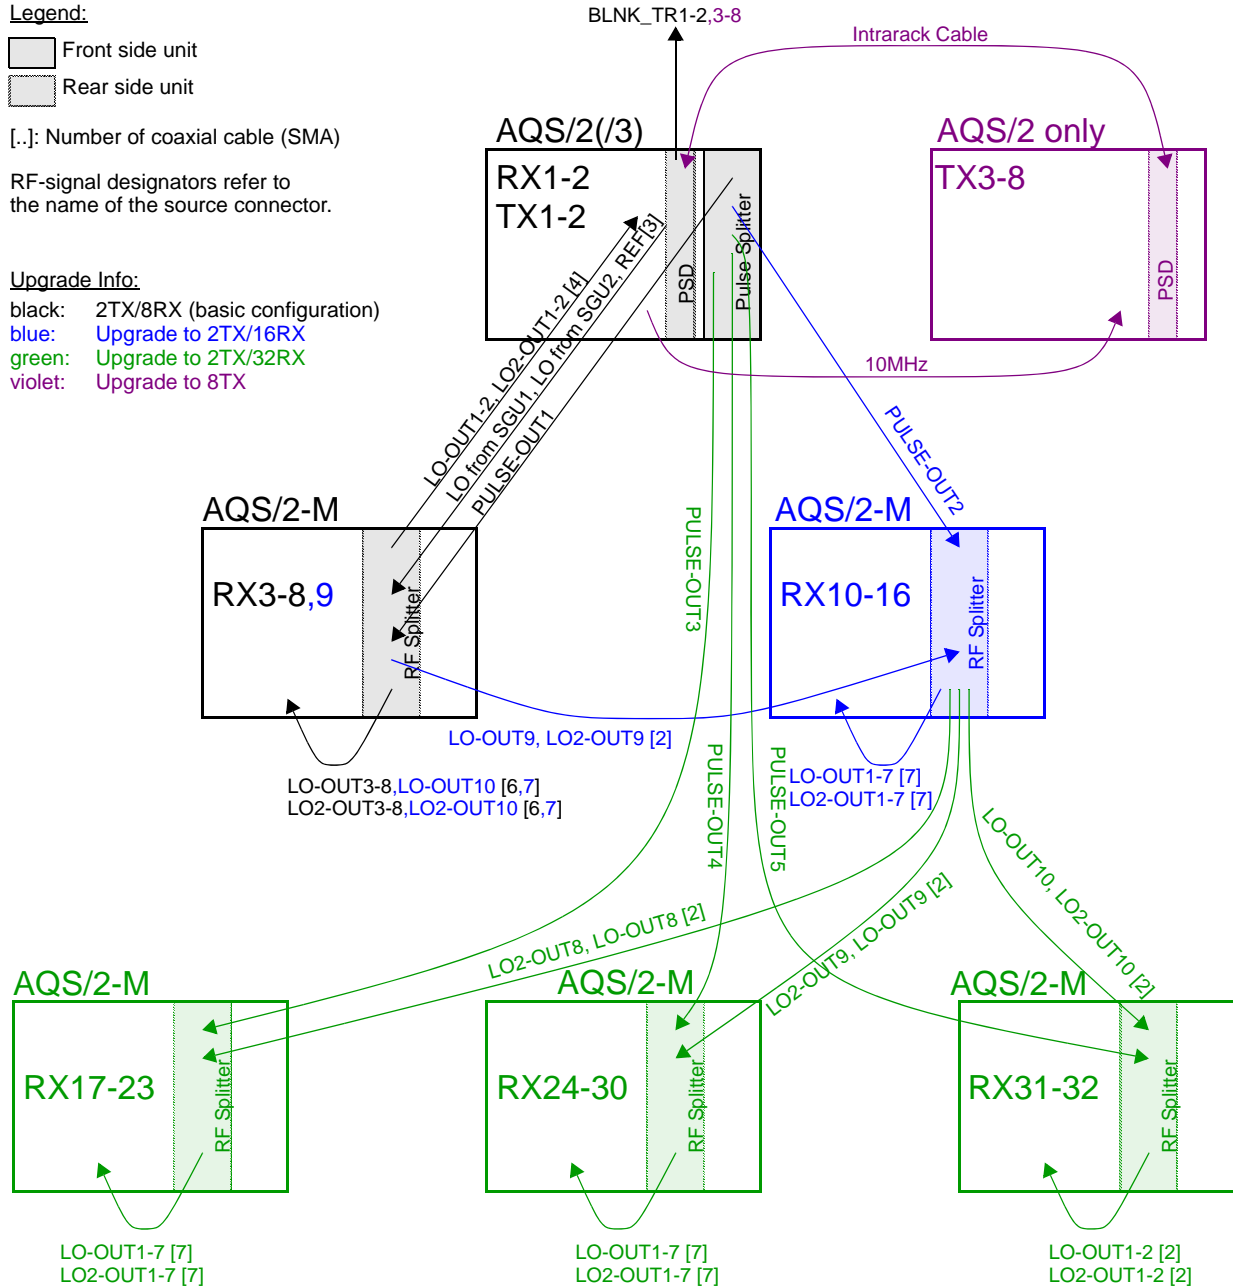 Legend:
Front side unit
Rear side unit
[..]: Number of coaxial cable (SMA)
RF-signal designators refer to
the name of the source connector.
Upgrade Info:
black: 2TX/8RX (basic configuration)
blue: Upgrade to 2TX/16RX
green: Upgrade to 2TX/32RX
violet: Upgrade to 8TX
BLNK_TR1-2,3-8
Intrarack Cable
AQS/2(/3)
RX1-2
TX1-2
PSD
Pulse Splitter
AQS/2 only
TX3-8
PSD
10MHz
LO-OUT1-2, LO2-OUT1-2 [4]
LO from SGU1, LO from SGU2, REF[3]
PULSE-OUT1
PULSE-OUT2
PULSE-OUT3
PULSE-OUT4
PULSE-OUT5
AQS/2-M
RX3-8,9
RF Splitter
AQS/2-M
RX10-16
RF Splitter
LO-OUT9, LO2-OUT9 [2]
LO-OUT3-8,LO-OUT10 [6,7]
LO2-OUT3-8,LO2-OUT10 [6,7]
LO-OUT1-7 [7]
LO2-OUT1-7 [7]
LO2-OUT8, LO-OUT8 [2]
LO2-OUT9, LO-OUT9 [2]
LO-OUT10, LO2-OUT10 [2]
AQS/2-M
RX17-23
RF Splitter
AQS/2-M
RX24-30
RF Splitter
AQS/2-M
RX31-32
RF Splitter
LO-OUT1-7 [7]
LO2-OUT1-7 [7]
LO-OUT1-7 [7]
LO2-OUT1-7 [7]
LO-OUT1-2 [2]
LO2-OUT1-2 [2]